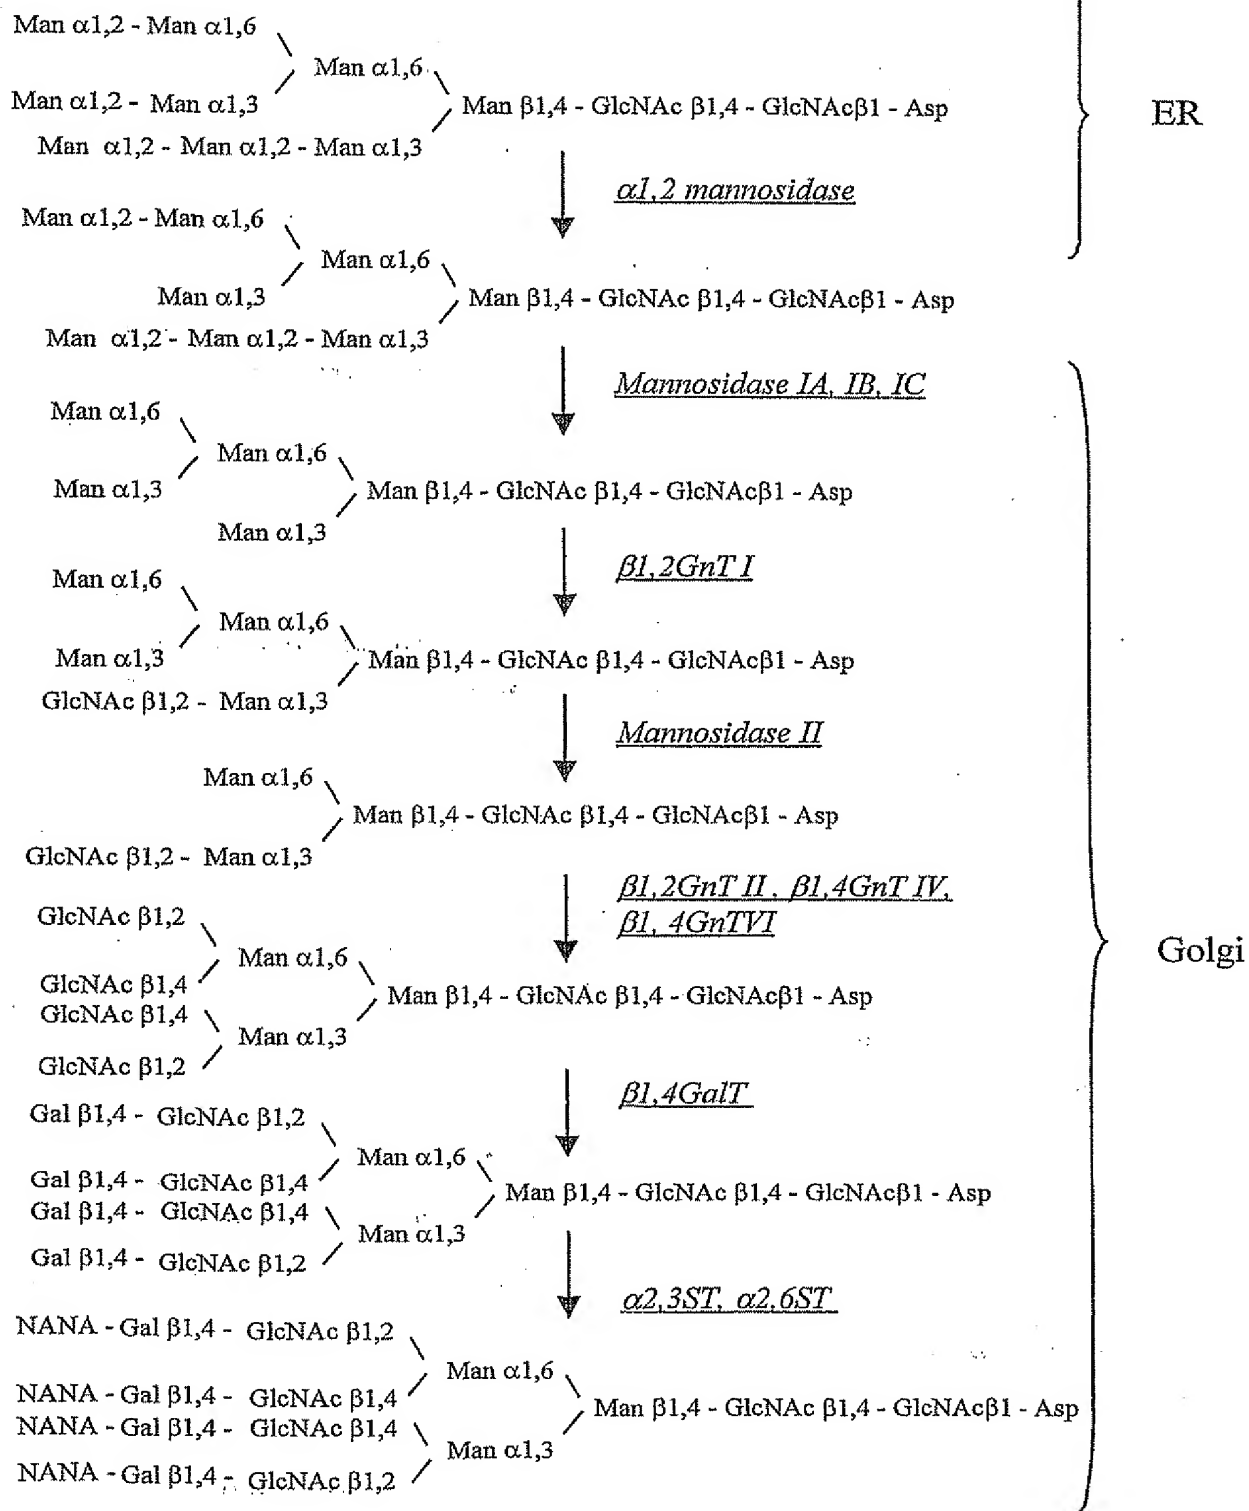 Man α1,2 - Man α1,6
Man α1,6
Man α1,2 - Man α1,3
Man β1,4 - GlcNAc β1,4 - GlcNAcβ1 - Asp
ER
Man α1,2 - Man α1,2 - Man α1,3
α1,2 mannosidase
Man α1,2 - Man α1,6
Man α1,6
Man α1,3
Man β1,4 - GlcNAc β1,4 - GlcNAcβ1 - Asp
Man α1,2 - Man α1,2 - Man α1,3
Mannosidase IA, IB, IC
Man α1,6
Man α1,6
Man α1,3
Man β1,4 - GlcNAc β1,4 - GlcNAcβ1 - Asp
Man α1,3
β1,2GnT I
Man α1,6
Man α1,6
Man α1,3
Man β1,4 - GlcNAc β1,4 - GlcNAcβ1 - Asp
GlcNAc β1,2 - Man α1,3
Mannosidase II
Man α1,6
Man β1,4 - GlcNAc β1,4 - GlcNAcβ1 - Asp
GlcNAc β1,2 - Man α1,3
β1,2GnT II, β1,4GnT IV,
β1, 4GnTVI
GlcNAc β1,2
Man α1,6
GlcNAc β1,4
Man β1,4 - GlcNAc β1,4 - GlcNAcβ1 - Asp
GlcNAc β1,4
Man α1,3
GlcNAc β1,2
Golgi
β1,4GalT
Gal β1,4 - GlcNAc β1,2
Man α1,6
Gal β1,4 - GlcNAc β1,4
Man β1,4 - GlcNAc β1,4 - GlcNAcβ1 - Asp
Gal β1,4 - GlcNAc β1,4
Man α1,3
Gal β1,4 - GlcNAc β1,2
α2,3ST, α2,6ST
NANA - Gal β1,4 - GlcNAc β1,2
Man α1,6
NANA - Gal β1,4 - GlcNAc β1,4
Man β1,4 - GlcNAc β1,4 - GlcNAcβ1 - Asp
NANA - Gal β1,4 - GlcNAc β1,4
Man α1,3
NANA - Gal β1,4 - GlcNAc β1,2